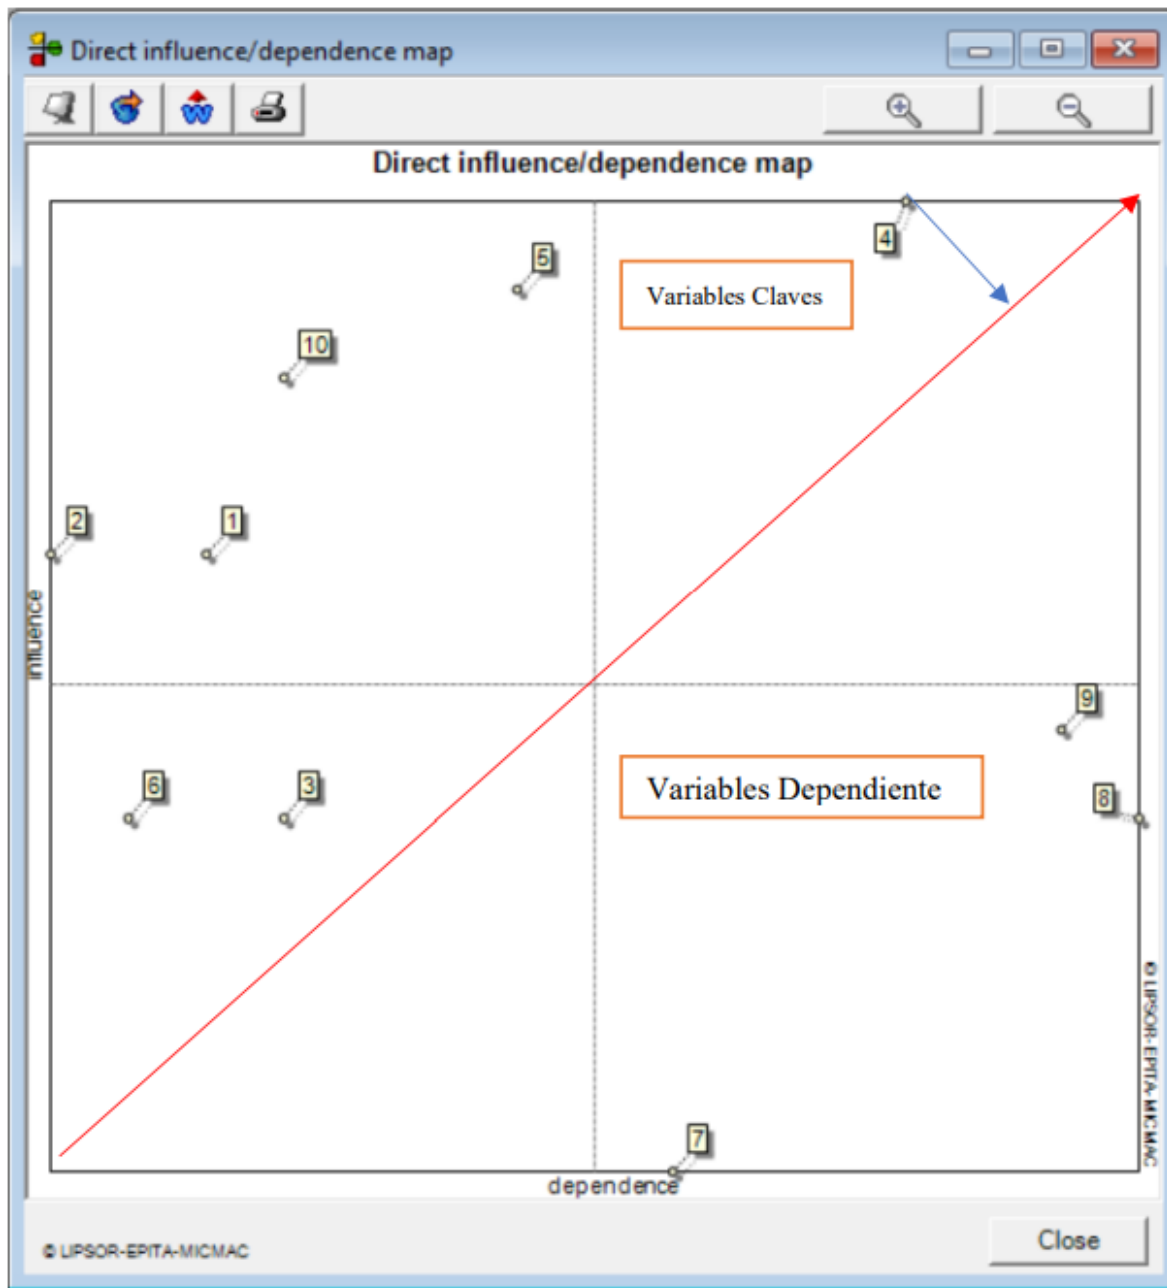 Direct influence/dependence map
Direct influence/dependence map
4
5
Variables Claves
10
2
1
influence
9
6
3
Variables Dependiente
8
7
dependence
© LIPSOR-EPITA-MICMAC
© LIPSOR-EPITA-MICMAC
Close